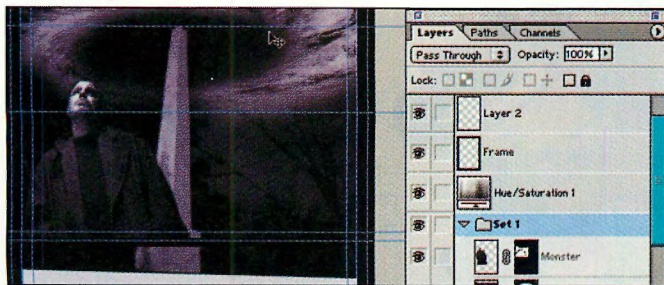 Layers Paths Channels
Pass Through Opacity: 100%
Lock:
Layer 2
Frame
Hue/Saturation 1
Set 1
Monster